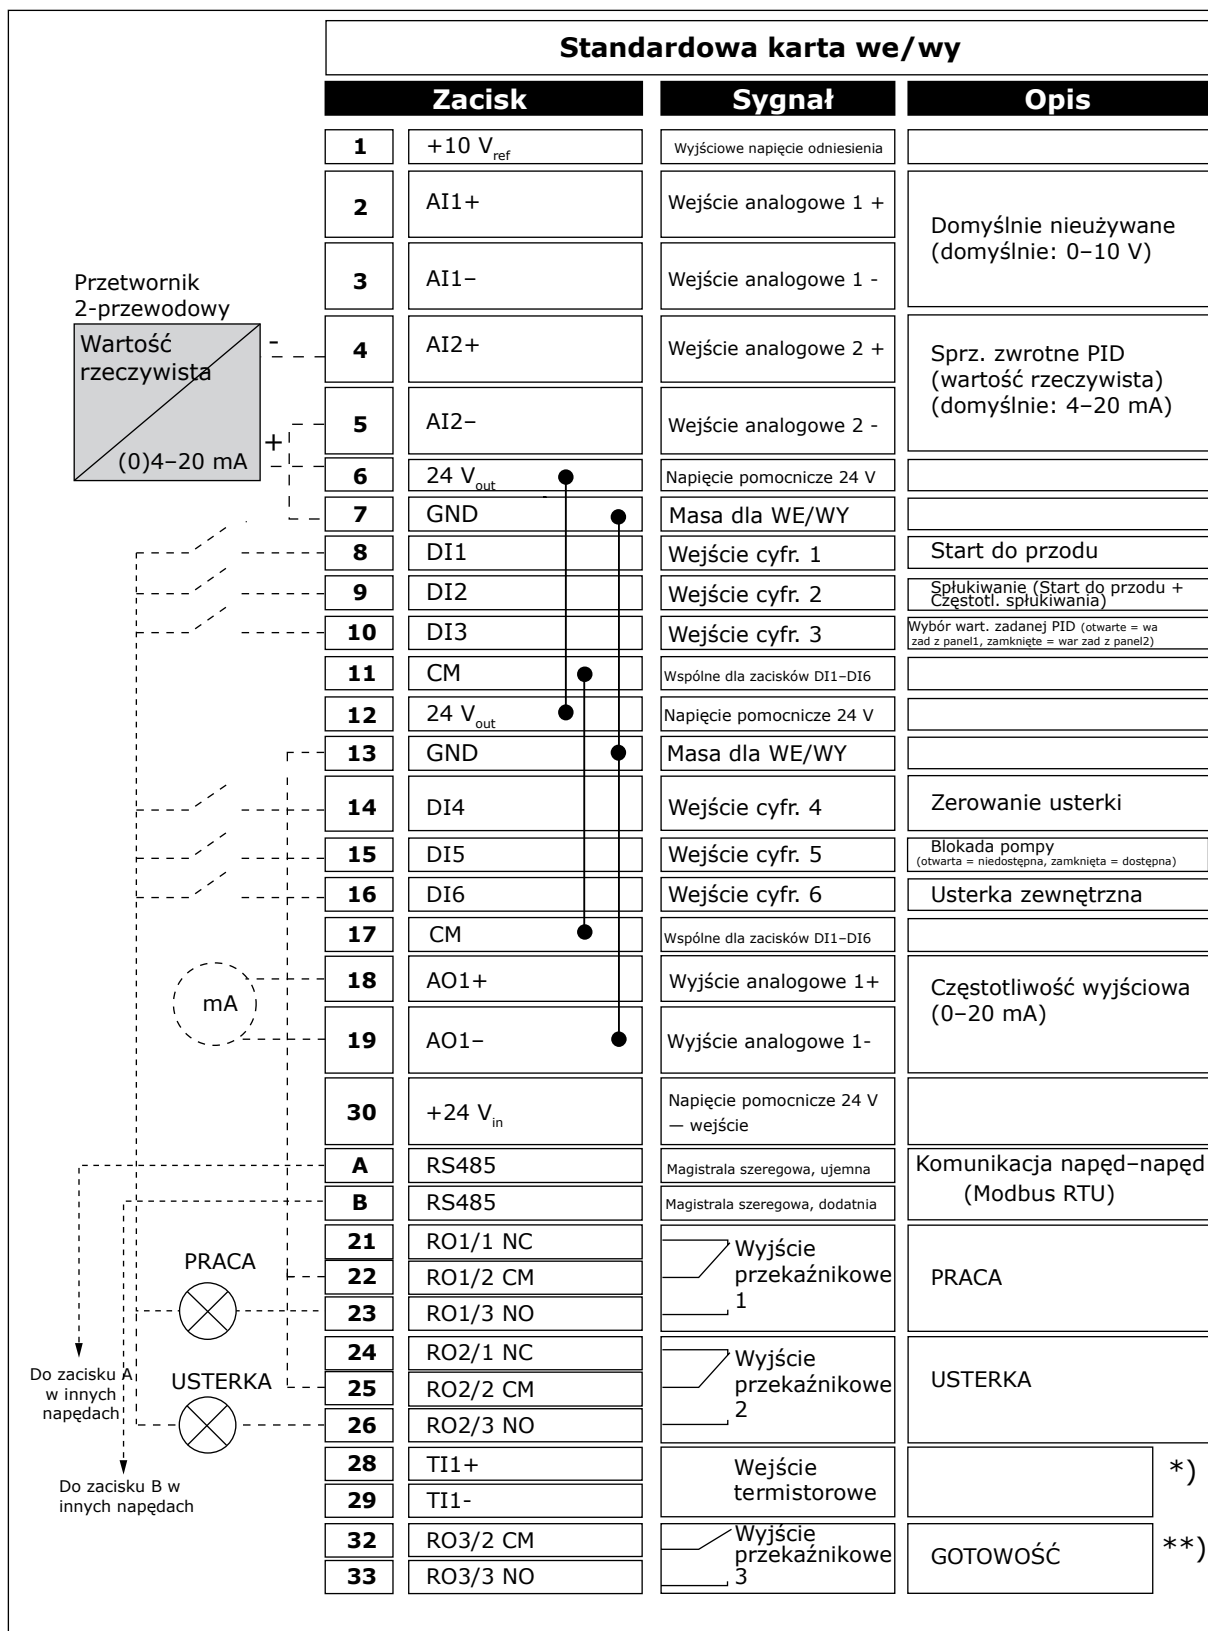 Standardowa karta we/wy
Zacisk Sygnał Opis
1 +10 Vref Wyjściowe napięcie odniesienia
2 AI1+ Wejście analogowe 1 +
Domyślnie nieużywane
(domyślnie: 0–10 V)
3 AI1– Wejście analogowe 1 -
Przetwornik
2-przewodowy
Wartość
rzeczywista
-
+
(0)4–20 mA
4 AI2+ Wejście analogowe 2 +
Sprz. zwrotne PID
(wartość rzeczywista)
(domyślnie: 4–20 mA)
5 AI2– Wejście analogowe 2 -
6 24 Vout Napięcie pomocnicze 24 V
7 GND Masa dla WE/WY
8 DI1 Wejście cyfr. 1 Start do przodu
9 DI2 Wejście cyfr. 2 Spłukiwanie (Start do przodu +
Częstotl. spłukiwania)
10 DI3 Wejście cyfr. 3 Wybór wart. zadanej PID (otwarte = wa
zad z panel1, zamknięte = war zad z panel2)
11 CM Wspólne dla zacisków DI1–DI6
12 24 Vout Napięcie pomocnicze 24 V
13 GND Masa dla WE/WY
14 DI4 Wejście cyfr. 4 Zerowanie usterki
15 DI5 Wejście cyfr. 5 Blokada pompy
(otwarta = niedostępna, zamknięta = dostępna)
16 DI6 Wejście cyfr. 6 Usterka zewnętrzna
17 CM Wspólne dla zacisków DI1–DI6
mA
18 AO1+ Wyjście analogowe 1+
Częstotliwość wyjściowa
(0–20 mA)
19 AO1– Wyjście analogowe 1-
30 +24 Vin Napięcie pomocnicze 24 V
— wejście
A RS485 Magistrala szeregowa, ujemna
Komunikacja napęd–napęd
(Modbus RTU)
B RS485 Magistrala szeregowa, dodatnia
21 RO1/1 NC
22 RO1/2 CM
23 RO1/3 NO
Wyjście
przekaźnikowe
1
PRACA
PRACA
24 RO2/1 NC
25 RO2/2 CM
26 RO2/3 NO
Wyjście
przekaźnikowe
2
USTERKA
USTERKA
Do zacisku A
w innych
napędach
Do zacisku B w
innych napędach
28 TI1+
29 TI1-
Wejście
termistorowe
*)
32 RO3/2 CM
33 RO3/3 NO
Wyjście
przekaźnikowe
3
GOTOWOŚĆ
**)